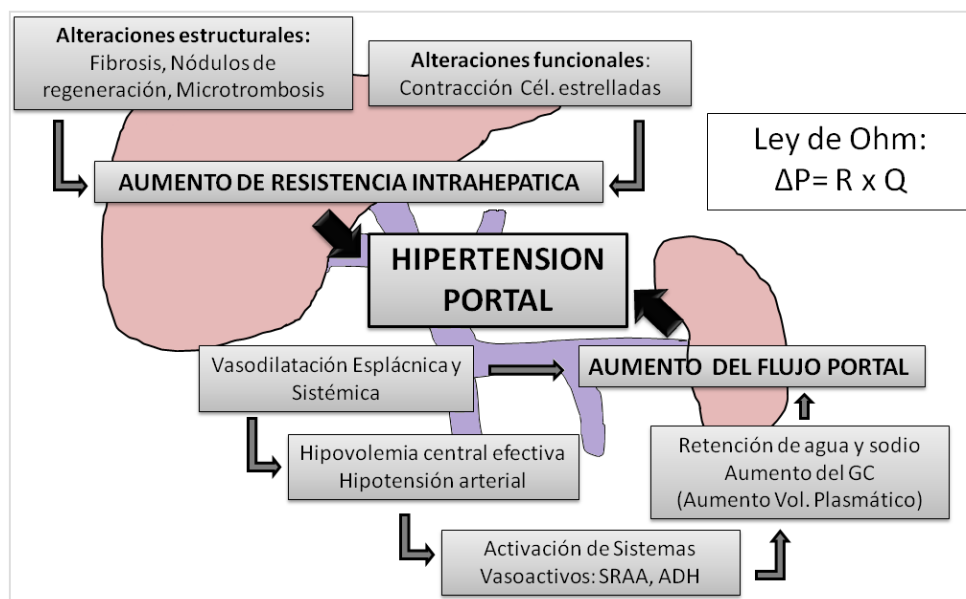 Alteraciones estructurales:
Fibrosis, Nódulos de
regeneración, Microtrombosis
Alteraciones funcionales:
Contracción Cél. estrelladas
Ley de Ohm:
ΔP= R x Q
AUMENTO DE RESISTENCIA INTRAHEPATICA
HIPERTENSION
PORTAL
Vasodilatación Esplácnica y
Sistémica
AUMENTO DEL FLUJO PORTAL
Hipovolemia central efectiva
Hipotensión arterial
Retención de agua y sodio
Aumento del GC
(Aumento Vol. Plasmático)
Activación de Sistemas
Vasoactivos: SRAA, ADH